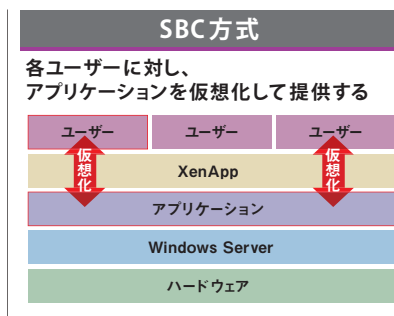 SBC方式
各ユーザーに対し、
アプリケーションを仮想化して提供する
ユーザー ユーザー ユーザー
仮想化 仮想化
XenApp
アプリケーション
Windows Server
ハードウェア